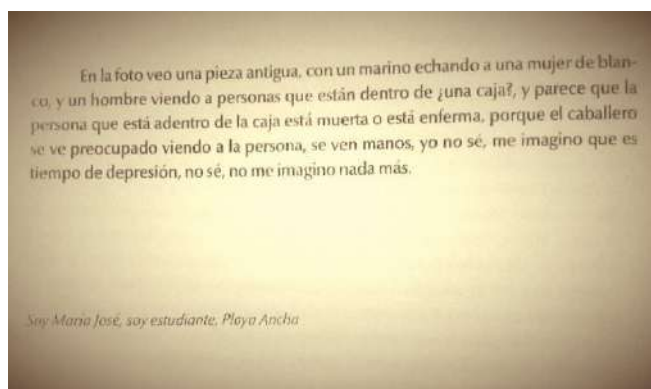 En la foto veo una pieza antigua, con un marino echando a una mujer de blan-
co, y un hombre viendo a personas que están dentro de ¿una caja?, y parece que la
persona que está adentro de la caja está muerta o está enferma, porque el caballero
se ve preocupado viendo a la persona, se ven manos, yo no sé, me imagino que es
tiempo de depresión, no sé, no me imagino nada más.
Soy María José, soy estudiante, Playa Ancha